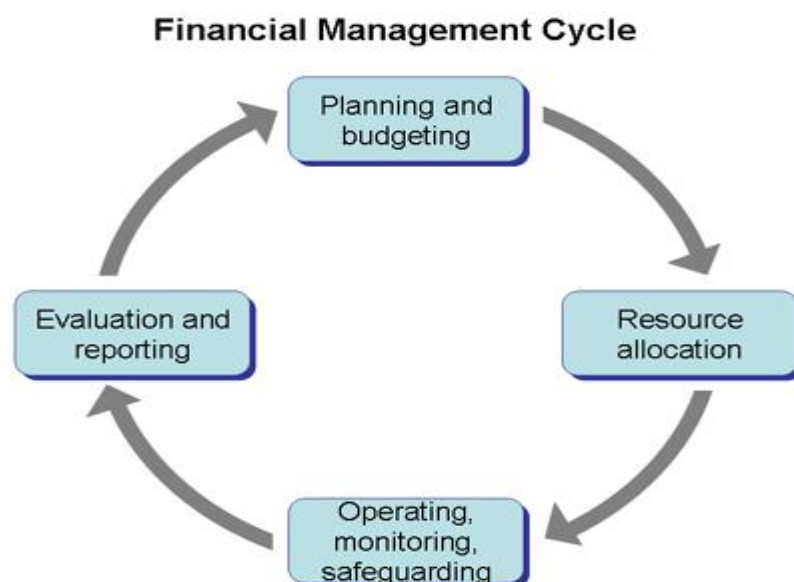 Financial Management Cycle
Planning and
budgeting
Resource
allocation
Operating,
monitoring,
safeguarding
Evaluation and
reporting